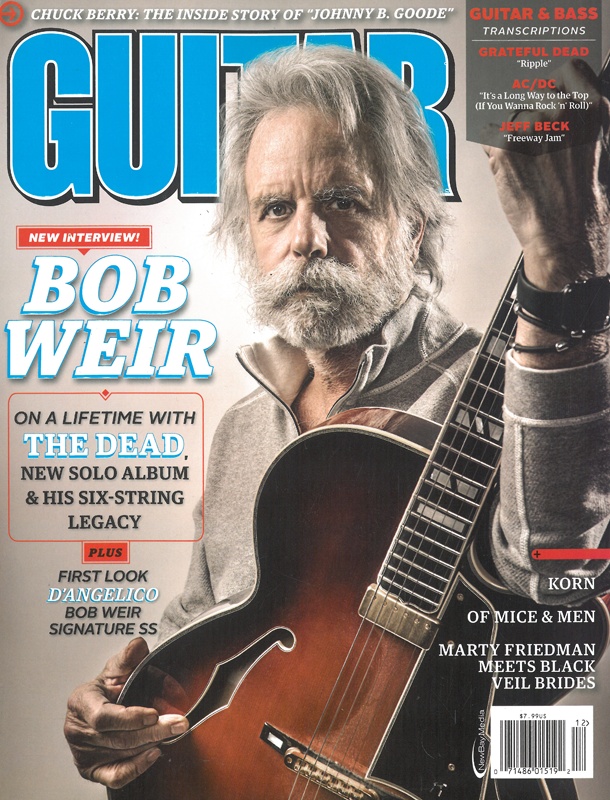 CHUCK BERRY: THE INSIDE STORY OF "JOHNNY B. GOODE"
GUITAR
GUITAR & BASS
TRANSCRIPTIONS
GRATEFUL DEAD
"Ripple"
AC/DC
"It's a Long Way to the Top
(If You Wanna Rock 'n' Roll)"
JEFF BECK
"Freeway Jam"
NEW INTERVIEW!
BOB
WEIR
ON A LIFETIME WITH
THE DEAD,
NEW SOLO ALBUM
& HIS SIX-STRING
LEGACY
PLUS
FIRST LOOK
D'ANGELICO
BOB WEIR
SIGNATURE SS
KORN
OF MICE & MEN
MARTY FRIEDMAN
MEETS BLACK
VEIL BRIDES
NewBayMedia
$7.99US
12>
0 71486 01519 2